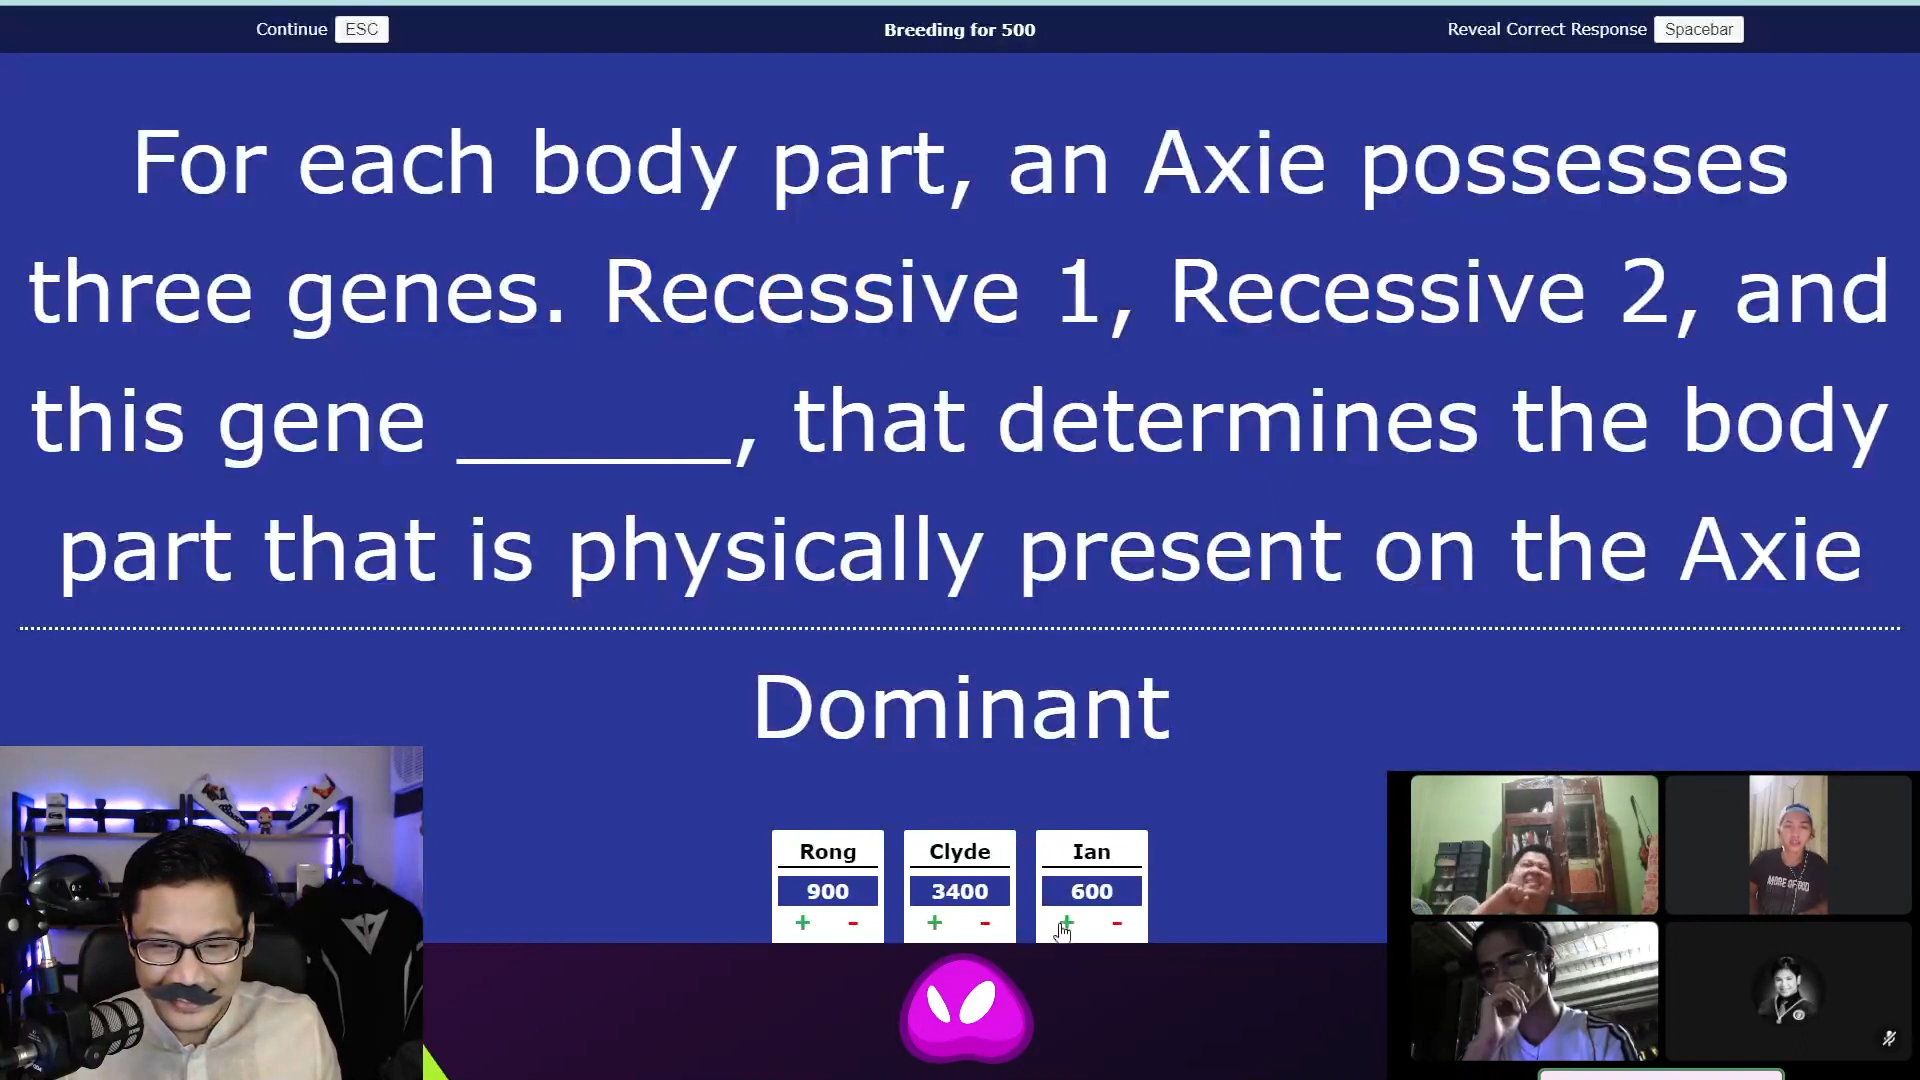 Continue ESC
Breeding for 500
Reveal Correct Response Spacebar
For each body part, an Axie possesses
three genes. Recessive 1, Recessive 2, and
this gene ______, that determines the body
part that is physically present on the Axie
Dominant
Rong
900
+ -
Clyde
3400
+ -
Ian
600
+ -